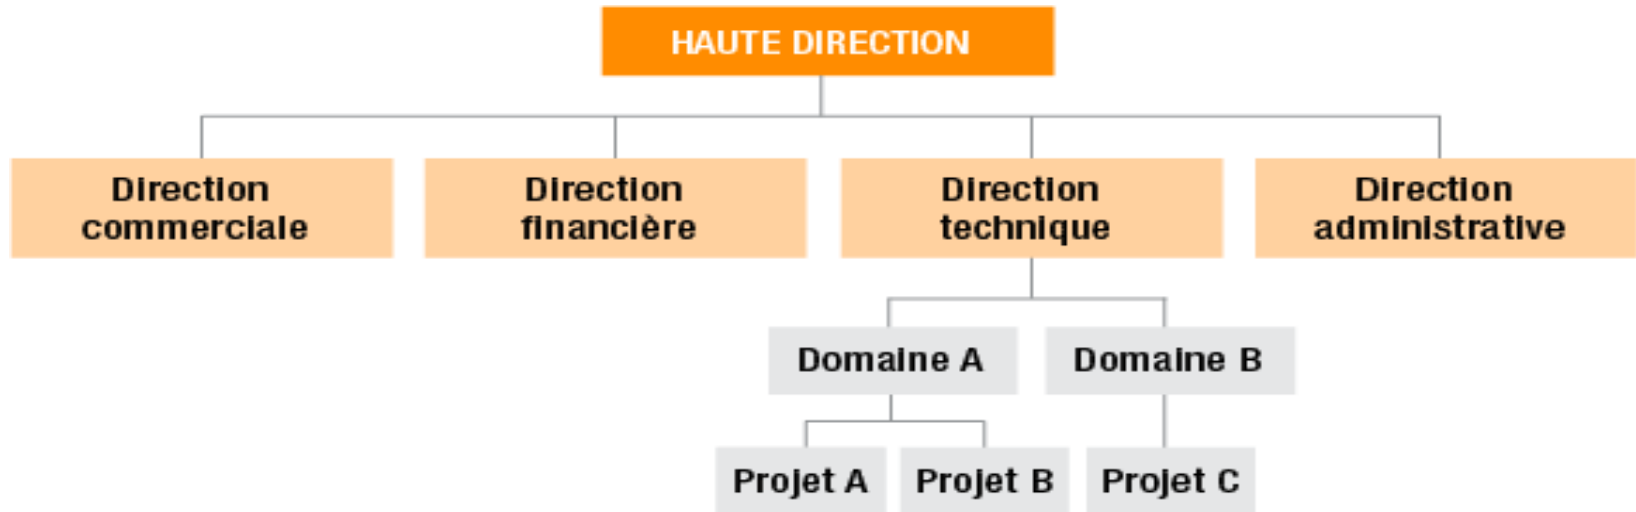 HAUTE DIRECTION
Direction
commerciale
Direction
financière
Direction
technique
Direction
administrative
Domaine A
Domaine B
Projet A
Projet B
Projet C